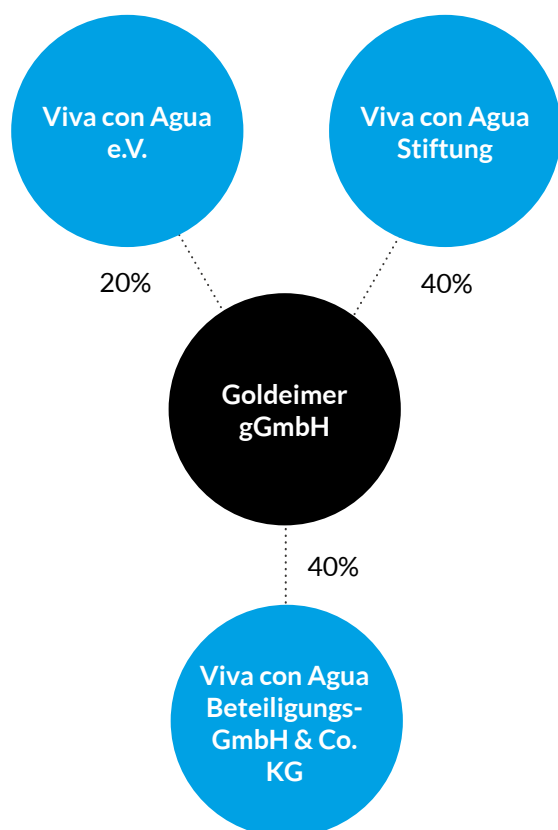 Viva con Agua
e.V.
Viva con Agua
Stiftung
20%
40%
Goldeimer
gGmbH
40%
Viva con Agua
Beteiligungs-
GmbH & Co.
KG